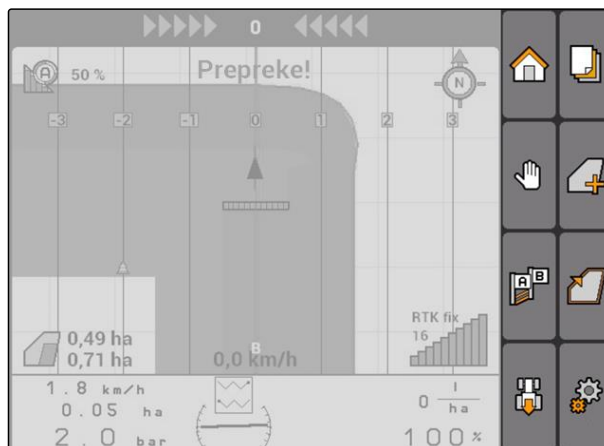 0
Prepreke!
50 %
N
A
-3 -2 -1 0 1 2 3
A B
RTK fix
16
0,49 ha
0,71 ha
0,0 km/h
B
1.8 km/h
0.05 ha
2.0 bar
0 l/ha
100%